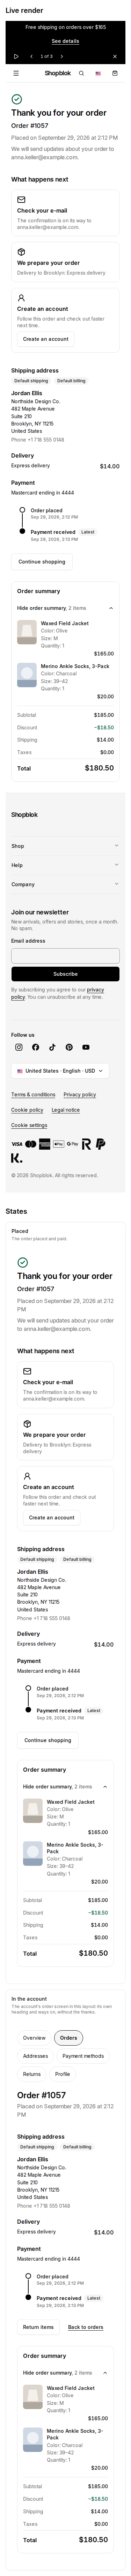 Live render
Free shipping on orders over $165
See details
1 of 3
Shopblok
Thank you for your order
Order #1057
Placed on September 29, 2026 at 2:12 PM
We will send updates about your order to
anna.keller@example.com.
What happens next
Check your e-mail
The confirmation is on its way to
anna.keller@example.com.
We prepare your order
Delivery to Brooklyn: Express delivery
Create an account
Follow this order and check out faster
next time.
Create an account
Shipping address
Default shipping Default billing
Jordan Ellis
Northside Design Co.
482 Maple Avenue
Suite 210
Brooklyn, NY 11215
United States
Phone +1 718 555 0148
Delivery
Express delivery $14.00
Payment
Mastercard ending in 4444
Order placed
Sep 29, 2026, 2:12 PM
Payment received Latest
Sep 29, 2026, 2:13 PM
Continue shopping
Order summary
Hide order summary, 2 items
Waxed Field Jacket
Color: Olive
Size: M
Quantity: 1
$165.00
Merino Ankle Socks, 3-Pack
Color: Charcoal
Size: 39–42
Quantity: 1
$20.00
Subtotal $185.00
Discount −$18.50
Shipping $14.00
Taxes $0.00
Total $180.50
Shopblok
Shop
Help
Company
Join our newsletter
New arrivals, offers and stories, once a month.
No spam.
Email address
Subscribe
By subscribing you agree to our privacy
policy. You can unsubscribe at any time.
Follow us
United States · English · USD
Terms & conditions Privacy policy
Cookie policy Legal notice
Cookie settings
VISA
© 2026 Shopblok. All rights reserved.
States
Placed
The order placed and paid.
Thank you for your order
Order #1057
Placed on September 29, 2026 at 2:12
PM
We will send updates about your order
to anna.keller@example.com.
What happens next
Check your e-mail
The confirmation is on its way to
anna.keller@example.com.
We prepare your order
Delivery to Brooklyn: Express
delivery
Create an account
Follow this order and check out
faster next time.
Create an account
Shipping address
Default shipping Default billing
Jordan Ellis
Northside Design Co.
482 Maple Avenue
Suite 210
Brooklyn, NY 11215
United States
Phone +1 718 555 0148
Delivery
Express delivery $14.00
Payment
Mastercard ending in 4444
Order placed
Sep 29, 2026, 2:12 PM
Payment received Latest
Sep 29, 2026, 2:13 PM
Continue shopping
Order summary
Hide order summary, 2 items
Waxed Field Jacket
Color: Olive
Size: M
Quantity: 1
$165.00
Merino Ankle Socks, 3-
Pack
Color: Charcoal
Size: 39–42
Quantity: 1
$20.00
Subtotal $185.00
Discount −$18.50
Shipping $14.00
Taxes $0.00
Total $180.50
In the account
The account's order screen in this layout: its own
heading and ways on, without the thanks.
Overview Orders
Addresses Payment methods
Returns Profile
Order #1057
Placed on September 29, 2026 at 2:12
PM
Shipping address
Default shipping Default billing
Jordan Ellis
Northside Design Co.
482 Maple Avenue
Suite 210
Brooklyn, NY 11215
United States
Phone +1 718 555 0148
Delivery
Express delivery $14.00
Payment
Mastercard ending in 4444
Order placed
Sep 29, 2026, 2:12 PM
Payment received Latest
Sep 29, 2026, 2:13 PM
Return items Back to orders
Order summary
Hide order summary, 2 items
Waxed Field Jacket
Color: Olive
Size: M
Quantity: 1
$165.00
Merino Ankle Socks, 3-
Pack
Color: Charcoal
Size: 39–42
Quantity: 1
$20.00
Subtotal $185.00
Discount −$18.50
Shipping $14.00
Taxes $0.00
Total $180.50